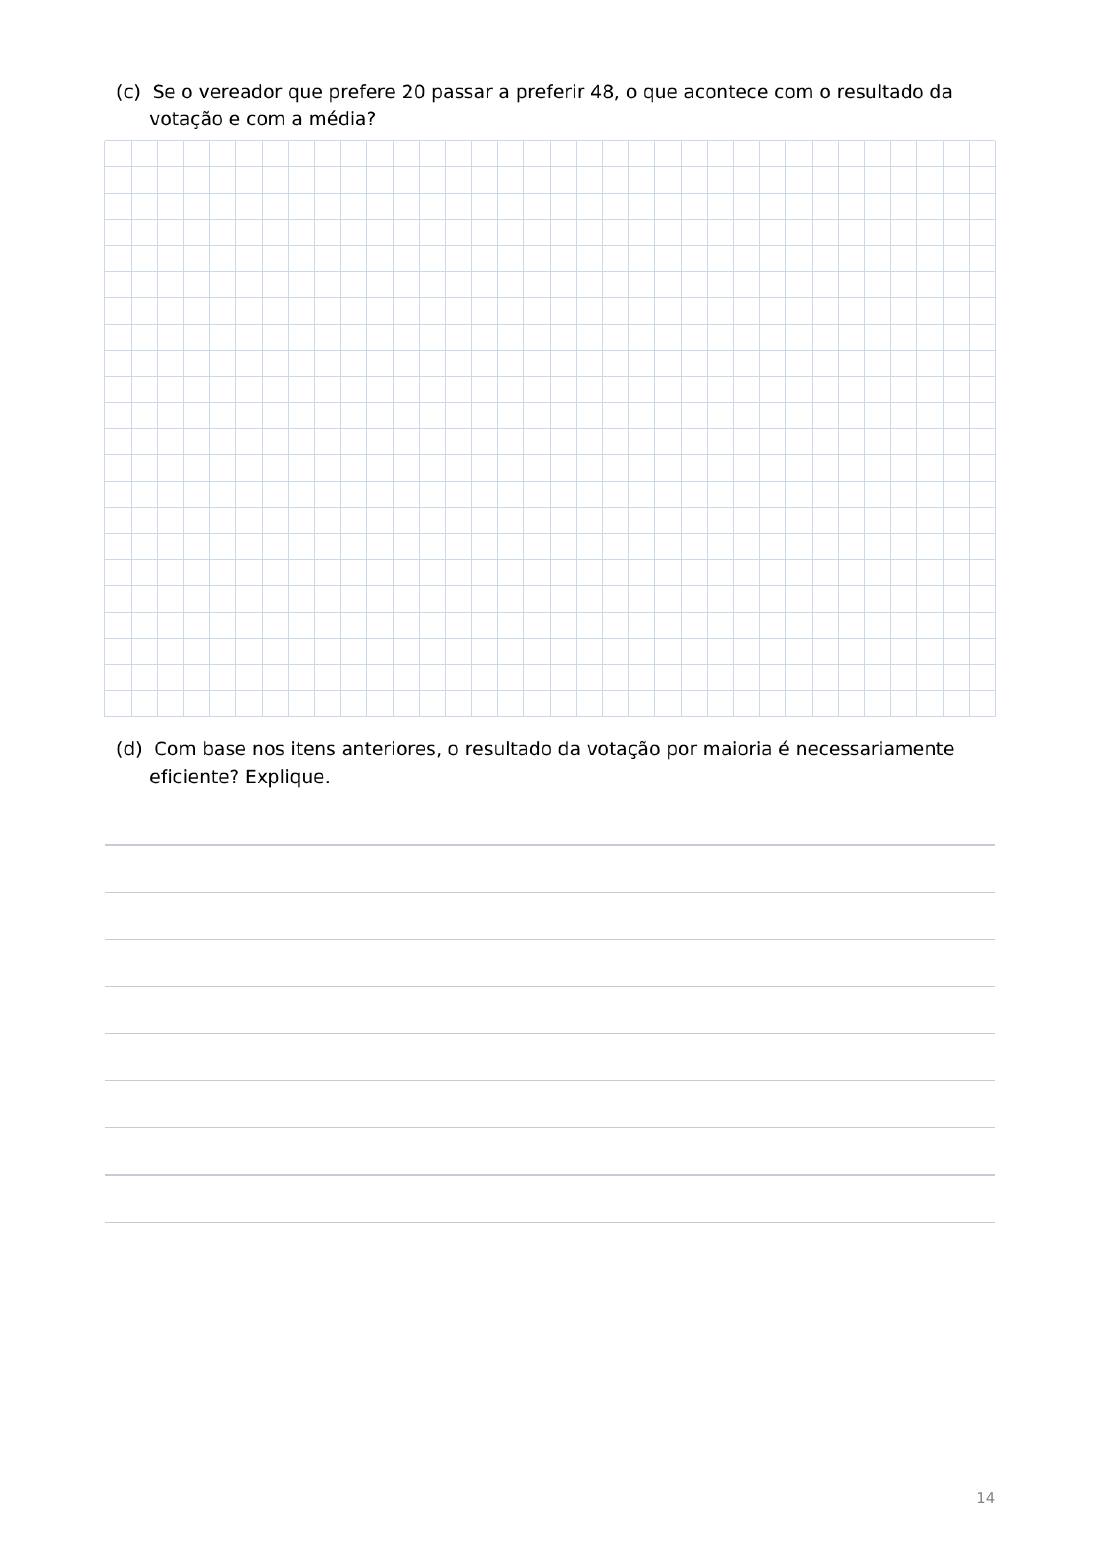 (c) Se o vereador que prefere 20 passar a preferir 48, o que acontece com o resultado da
votação e com a média?
(d) Com base nos itens anteriores, o resultado da votação por maioria é necessariamente
eficiente? Explique.
14